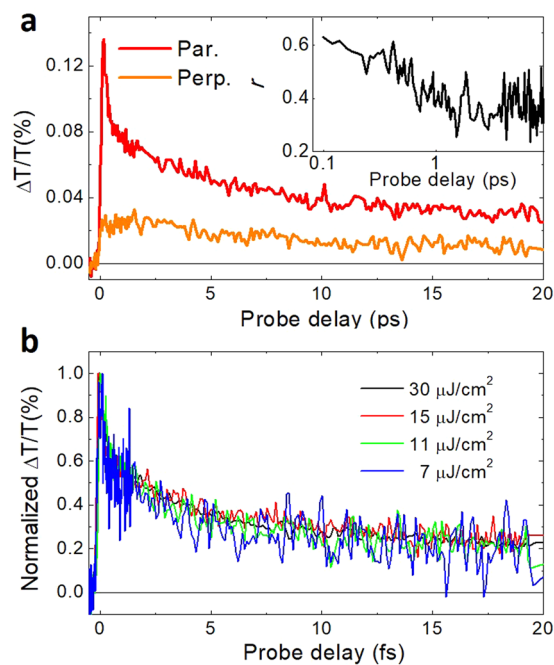 a
Par.
Perp.
ΔT/T(%)
0.12
0.08
0.04
0.00
r
0.6
0.4
0.2
0.1
1
Probe delay (ps)
0
5
10
15
20
Probe delay (ps)
b
Normalized ΔT/T(%)
1.0
0.8
0.6
0.4
0.2
0.0
30 μJ/cm²
15 μJ/cm²
11 μJ/cm²
7 μJ/cm²
0
5
10
15
20
Probe delay (fs)